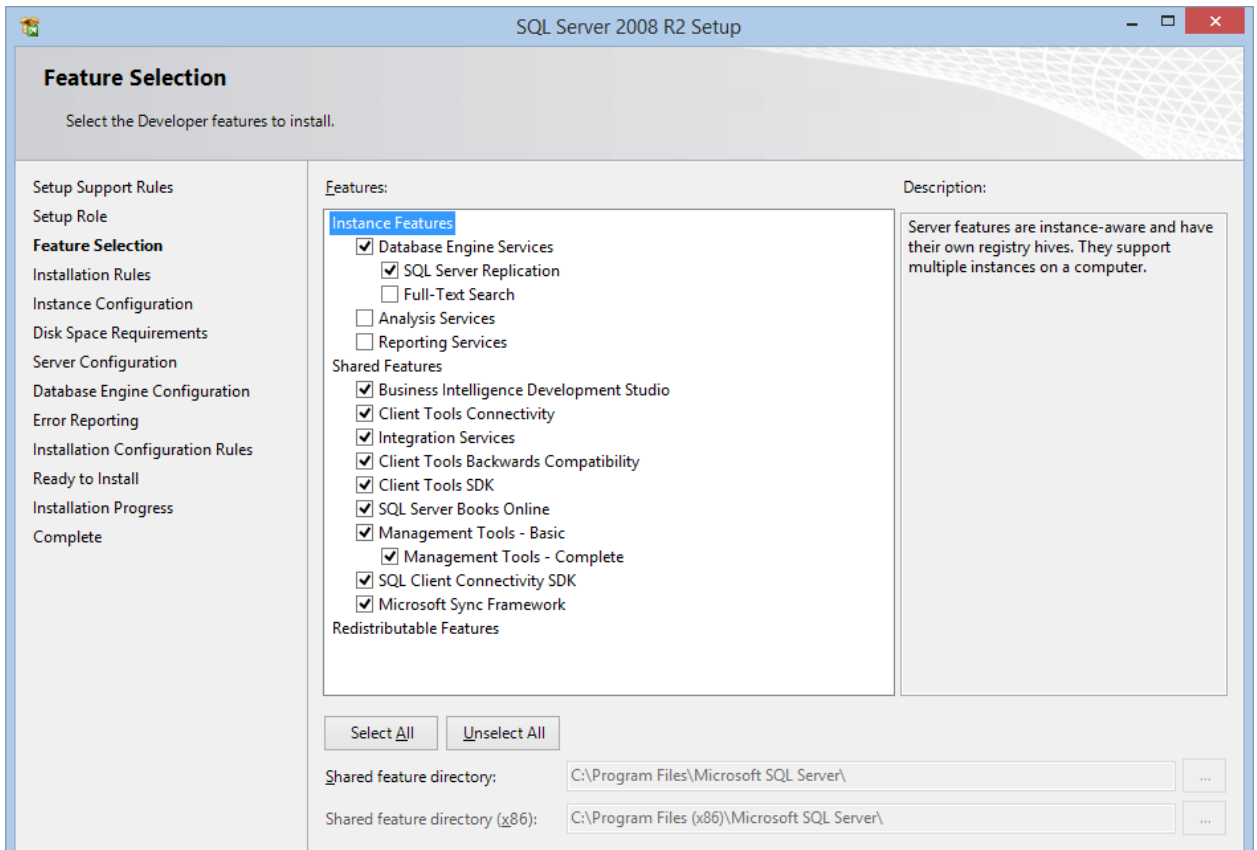 SQL Server 2008 R2 Setup
Feature Selection
Select the Developer features to install.
Setup Support Rules
Setup Role
Feature Selection
Installation Rules
Instance Configuration
Disk Space Requirements
Server Configuration
Database Engine Configuration
Error Reporting
Installation Configuration Rules
Ready to Install
Installation Progress
Complete
Features:
Instance Features
Database Engine Services
SQL Server Replication
Full-Text Search
Analysis Services
Reporting Services
Shared Features
Business Intelligence Development Studio
Client Tools Connectivity
Integration Services
Client Tools Backwards Compatibility
Client Tools SDK
SQL Server Books Online
Management Tools - Basic
Management Tools - Complete
SQL Client Connectivity SDK
Microsoft Sync Framework
Redistributable Features
Description:
Server features are instance-aware and have
their own registry hives. They support
multiple instances on a computer.
Select All
Unselect All
Shared feature directory:
C:\Program Files\Microsoft SQL Server\
...
Shared feature directory (x86):
C:\Program Files (x86)\Microsoft SQL Server\
...